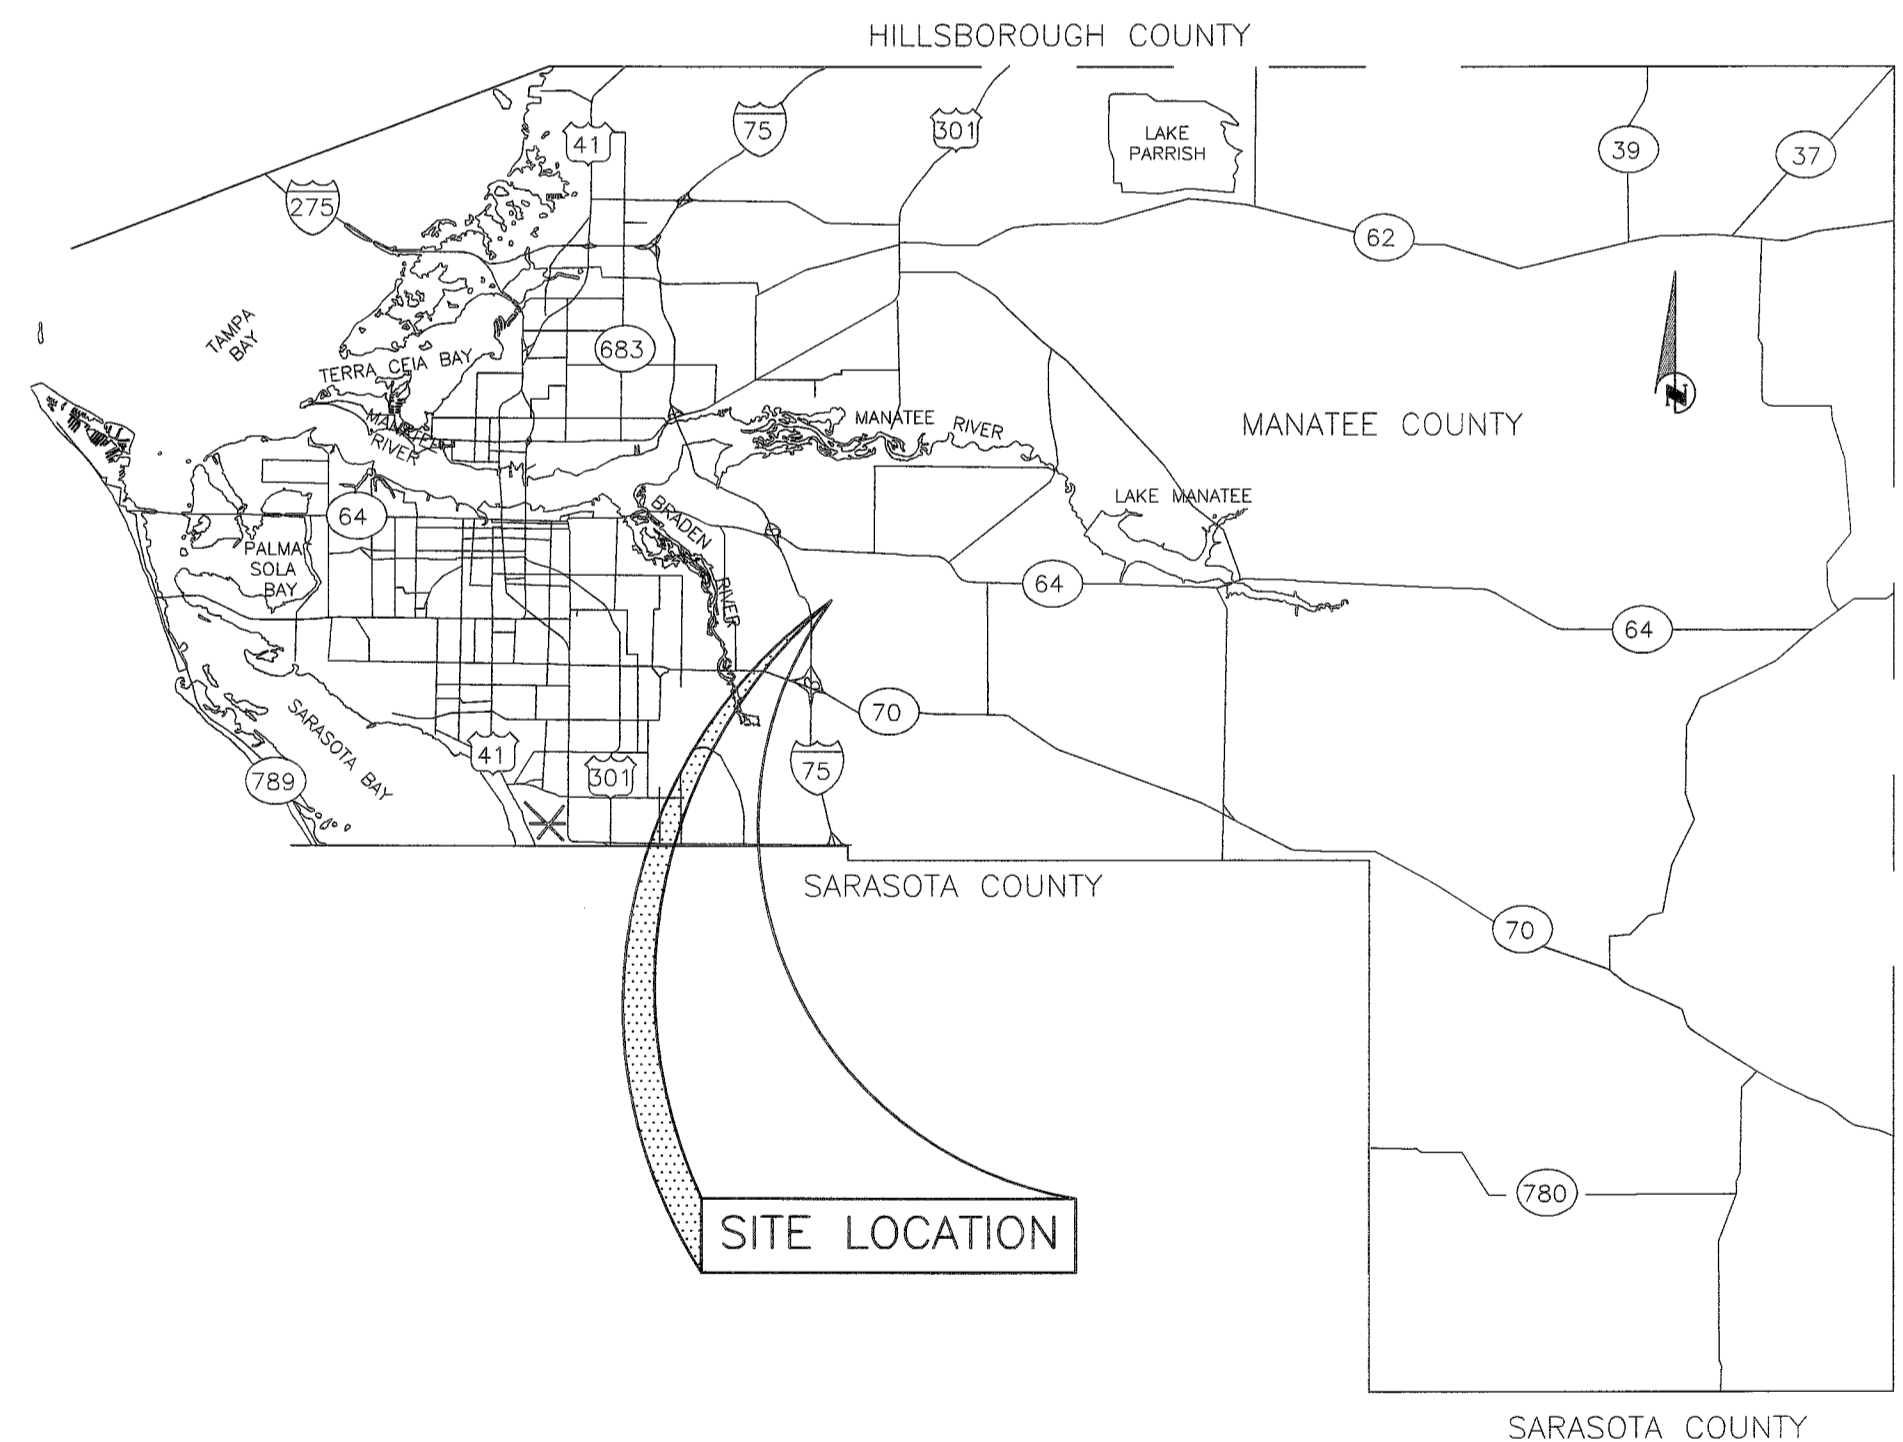 HILLSBOROUGH COUNTY
41
75
301
LAKE
PARRISH
39
37
275
62
TAMPA
BAY
TERRA CEIA BAY
683
MANATEE
RIVER
MANATEE RIVER
MANATEE COUNTY
N
64
BRADEN
RIVER
LAKE MANATEE
PALMA
SOLA
BAY
64
64
SARASOTA BAY
70
41
301
75
789
SARASOTA COUNTY
70
780
SITE LOCATION
SARASOTA COUNTY